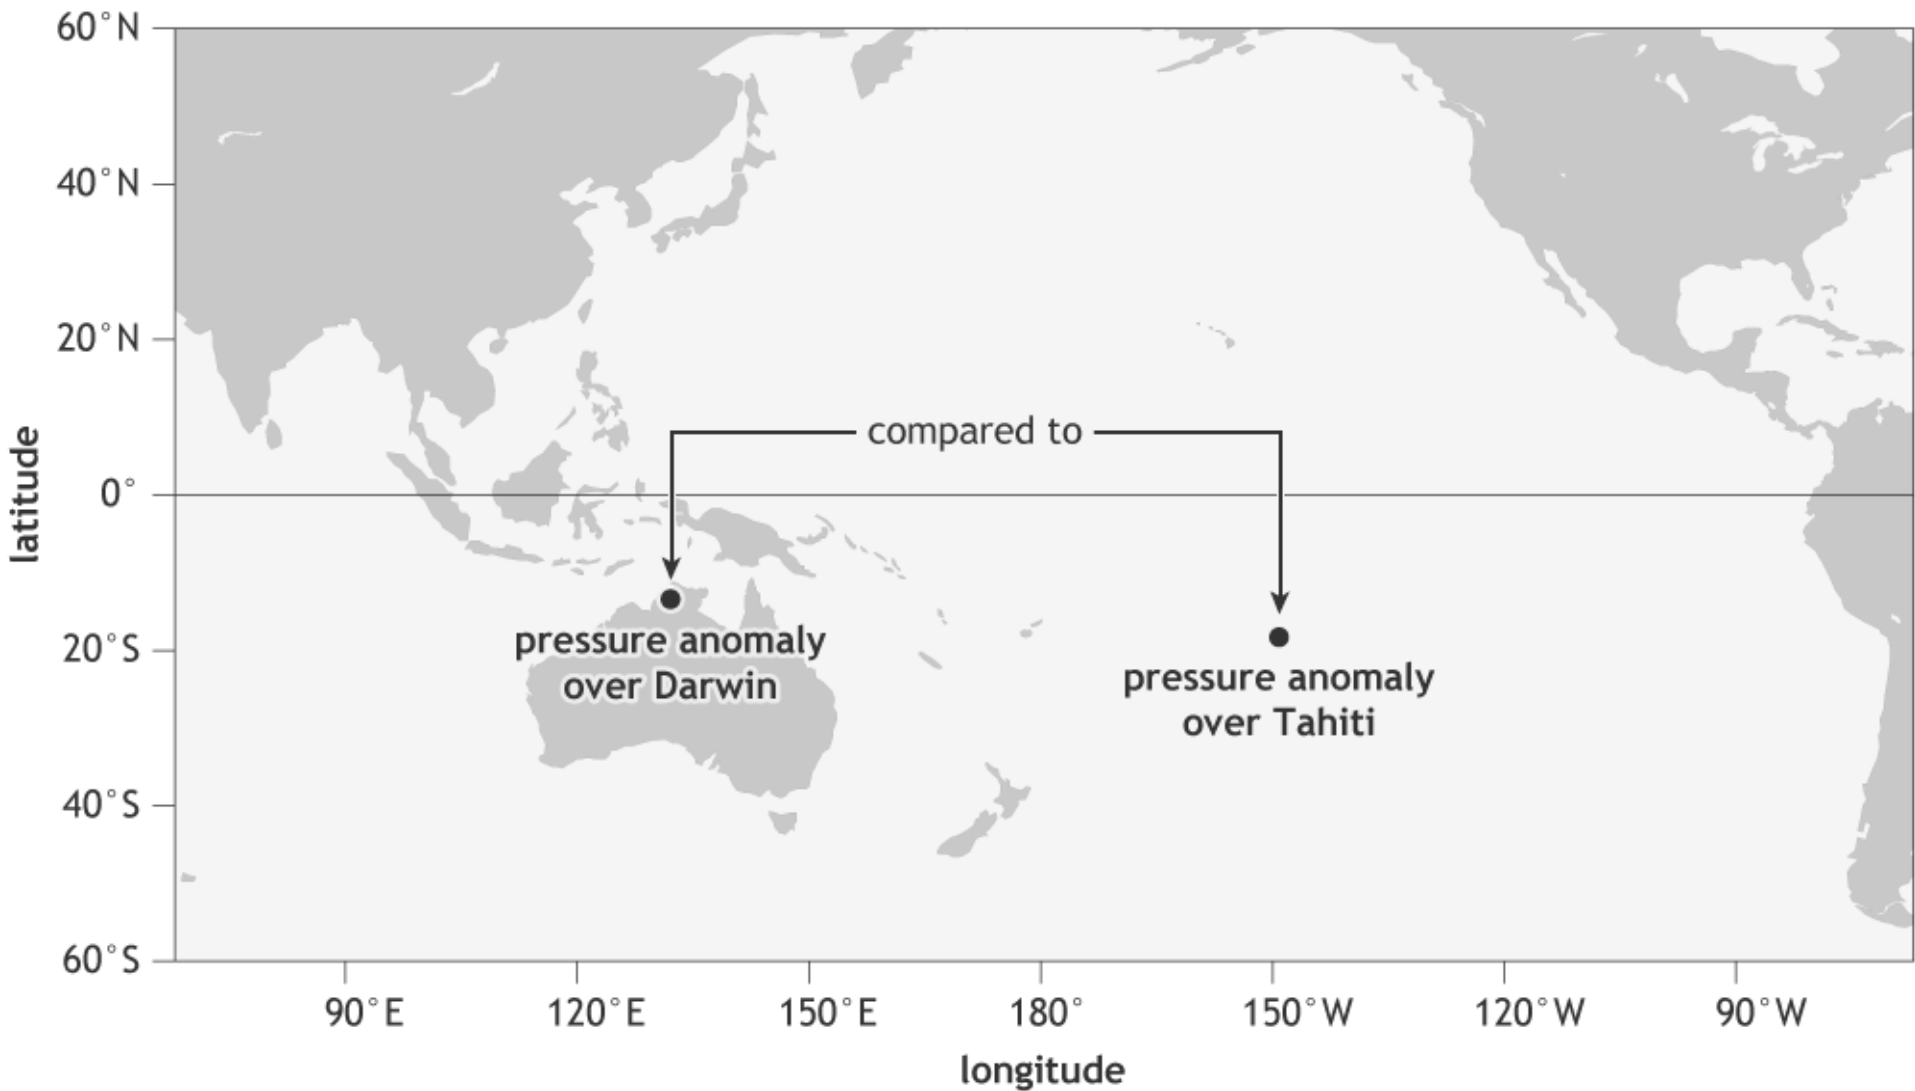 60°N
40°N
20°N
0°
20°S
40°S
60°S
latitude
compared to
pressure anomaly
over Darwin
pressure anomaly
over Tahiti
90°E
120°E
150°E
180°
150°W
120°W
90°W
longitude